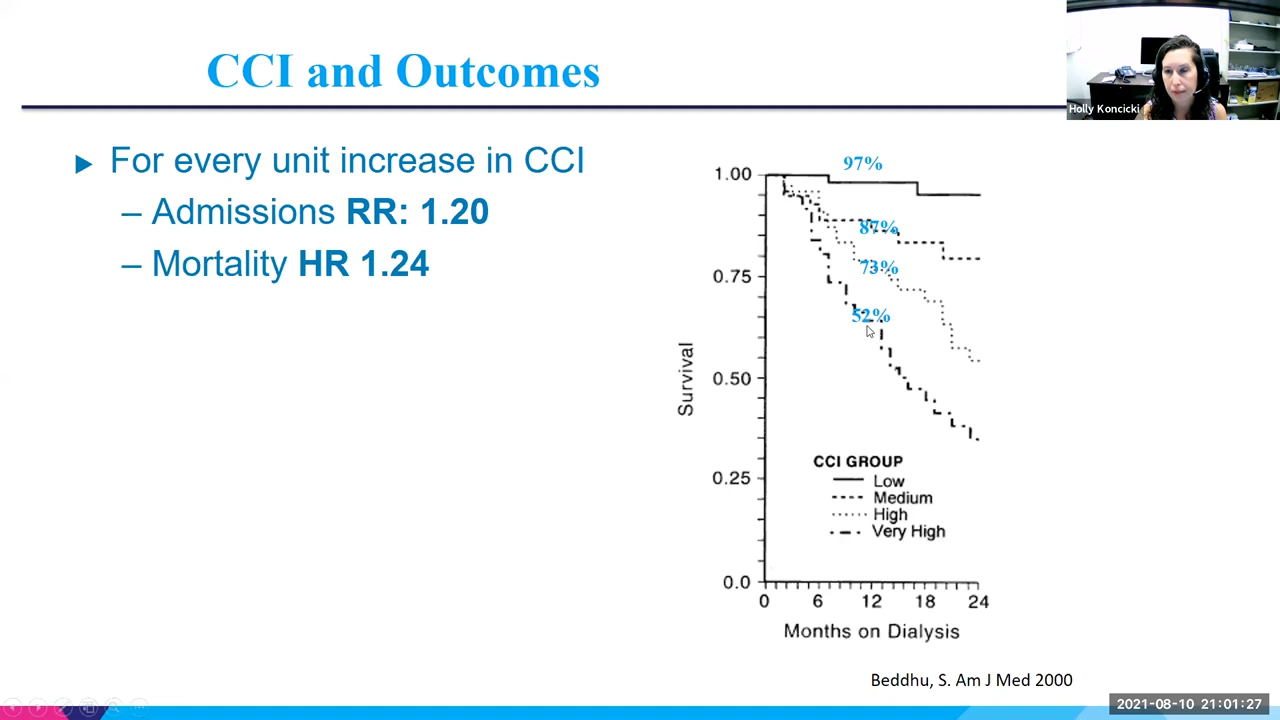 CCI and Outcomes
Holly Koncicki
For every unit increase in CCI
– Admissions RR: 1.20
– Mortality HR 1.24
97%
87%
73%
52%
1.00
0.75
0.50
0.25
0.0
Survival
CCI GROUP
Low
Medium
High
Very High
0 6 12 18 24
Months on Dialysis
Beddhu, S. Am J Med 2000
2021-08-10 21:01:27